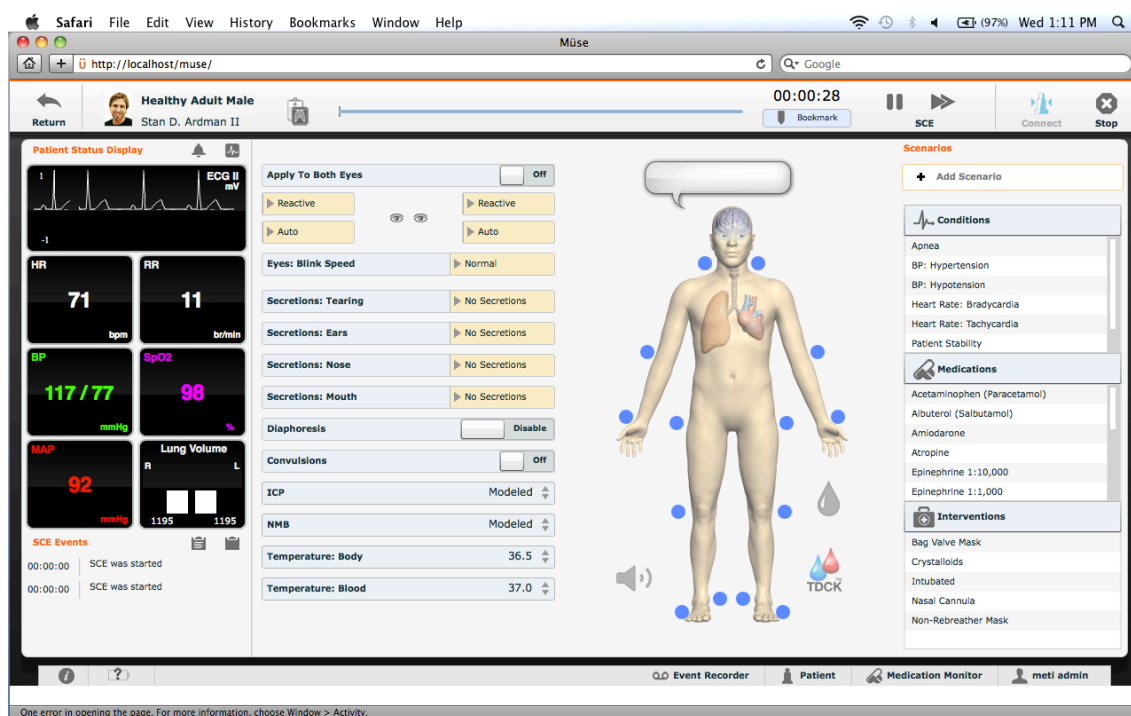 Safari File Edit View History Bookmarks Window Help
(97%) Wed 1:11 PM
Müse
ü http://localhost/muse/
Google
Return
Healthy Adult Male
Stan D. Ardman II
00:00:28
Bookmark
SCE
Connect
Stop
Patient Status Display
1
ECG II
mV
-1
HR
71
bpm
RR
11
br/min
BP
117 / 77
mmHg
SpO2
98
%
MAP
92
mmHg
Lung Volume
R L
1195 1195
SCE Events
00:00:00 SCE was started
00:00:00 SCE was started
Apply To Both Eyes Off
Reactive Reactive
Auto Auto
Eyes: Blink Speed Normal
Secretions: Tearing No Secretions
Secretions: Ears No Secretions
Secretions: Nose No Secretions
Secretions: Mouth No Secretions
Diaphoresis Disable
Convulsions Off
ICP Modeled
NMB Modeled
Temperature: Body 36.5
Temperature: Blood 37.0
TDCK™
Scenarios
+ Add Scenario
Conditions
Apnea
BP: Hypertension
BP: Hypotension
Heart Rate: Bradycardia
Heart Rate: Tachycardia
Patient Stability
Medications
Acetaminophen (Paracetamol)
Albuterol (Salbutamol)
Amiodarone
Atropine
Epinephrine 1:10,000
Epinephrine 1:1,000
Interventions
Bag Valve Mask
Crystalloids
Intubated
Nasal Cannula
Non-Rebreather Mask
i ? Event Recorder Patient Medication Monitor meti admin
One error in opening the page. For more information, choose Window > Activity.